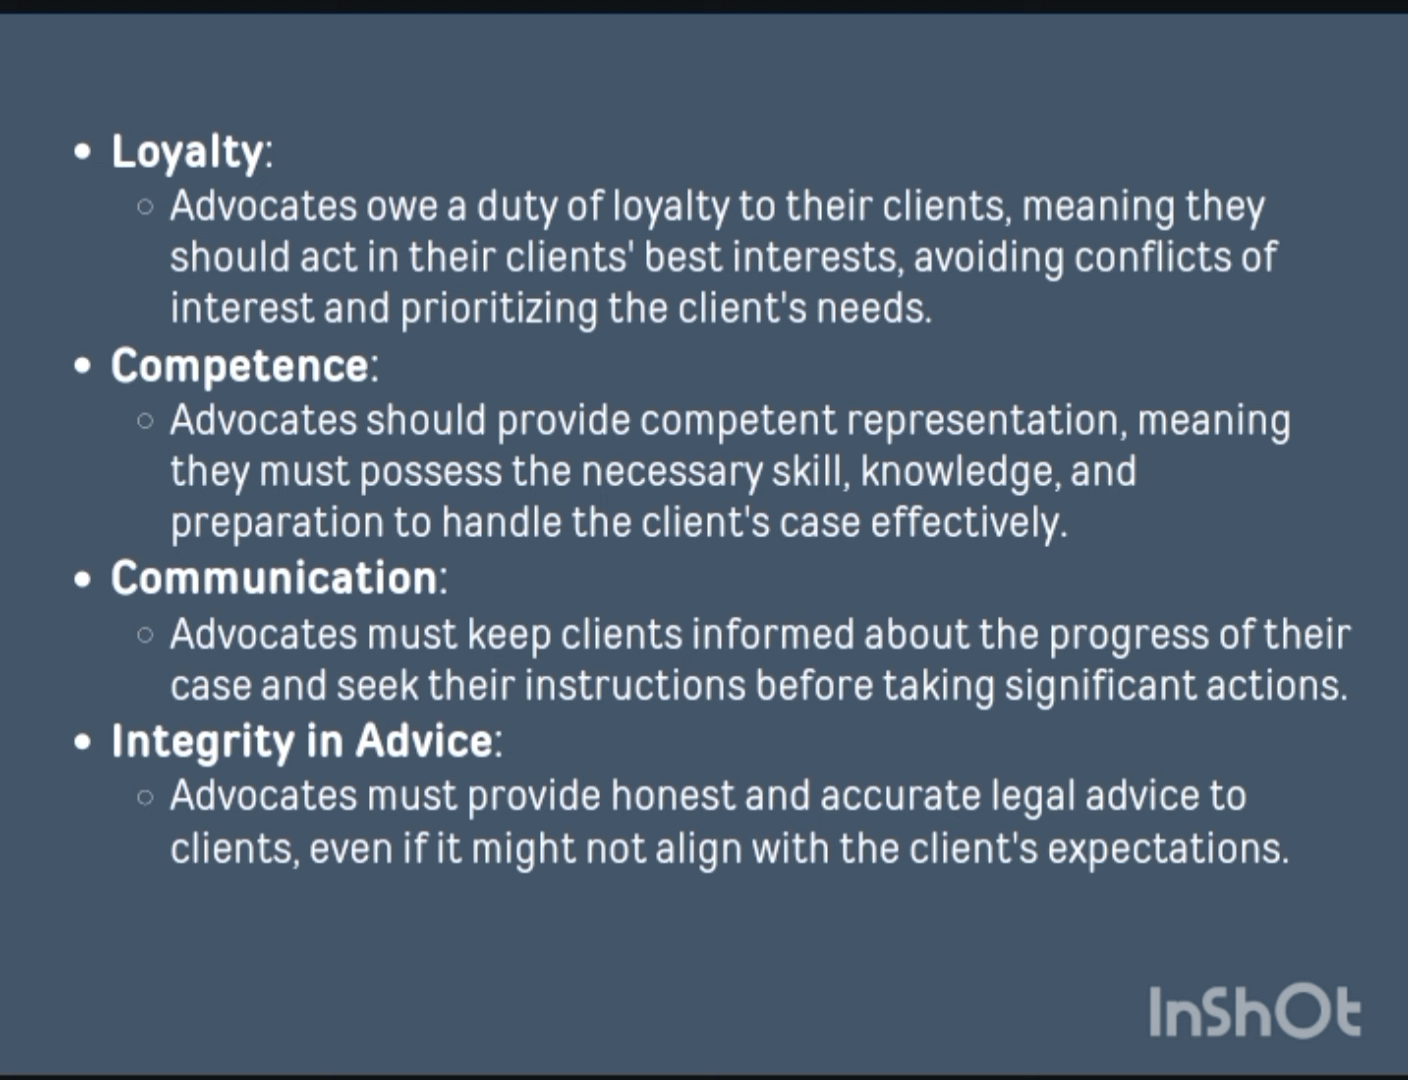 • Loyalty:
○ Advocates owe a duty of loyalty to their clients, meaning they
should act in their clients' best interests, avoiding conflicts of
interest and prioritizing the client's needs.
• Competence:
○ Advocates should provide competent representation, meaning
they must possess the necessary skill, knowledge, and
preparation to handle the client's case effectively.
• Communication:
○ Advocates must keep clients informed about the progress of their
case and seek their instructions before taking significant actions.
• Integrity in Advice:
○ Advocates must provide honest and accurate legal advice to
clients, even if it might not align with the client's expectations.
InShOt